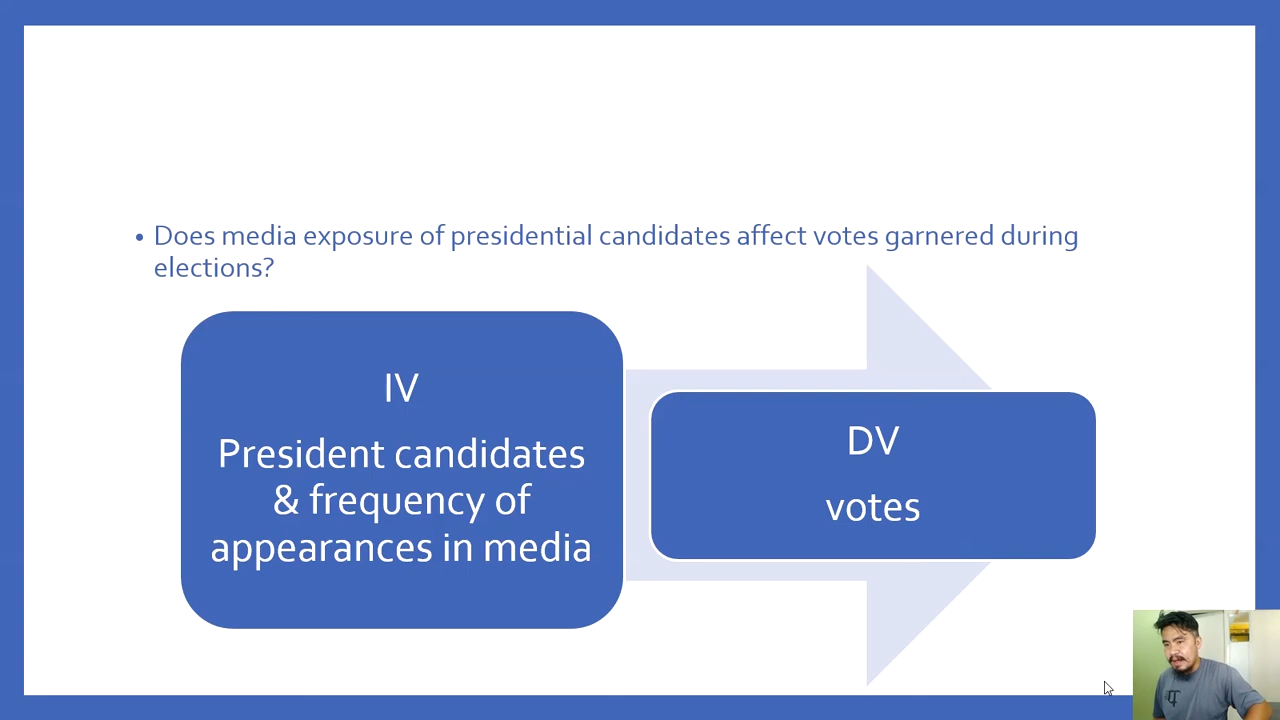 • Does media exposure of presidential candidates affect votes garnered during
elections?
IV
President candidates
& frequency of
appearances in media
DV
votes